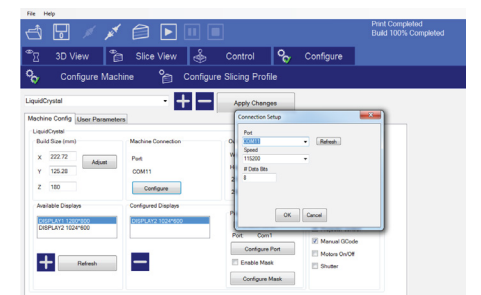 File Help
Print Completed
Build 100% Completed
3D View
Slice View
Control
Configure
Configure Machine
Configure Slicing Profile
LiquidCrystal
Apply Changes
Machine Config
User Parameters
LiquidCrystal
Build Size (mm)
X 222.72
Y 125.28
Z 180
Adjust
Machine Connection
Port
COM11
Configure
Available Displays
DISPLAY1 1280*800
DISPLAY2 1024*600
Refresh
Configured Displays
DISPLAY2 1024*600
Connection Setup
Port
COM11
Refresh
Speed
115200
# Data Bits
8
OK
Cancel
Port Com1
Configure Port
Enable Mask
Configure Mask
Manual GCode
Motors On/Off
Shutter